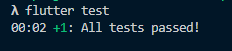 λ flutter test
00:02 +1: All tests passed!